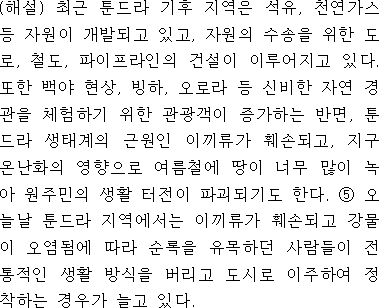 (해설) 최근 툰드라 기후 지역은 석유, 천연가스
등 자원이 개발되고 있고, 자원의 수송을 위한 도
로, 철도, 파이프라인의 건설이 이루어지고 있다.
또한 백야 현상, 빙하, 오로라 등 신비한 자연 경
관을 체험하기 위한 관광객이 증가하는 반면, 툰
드라 생태계의 근원인 이끼류가 훼손되고, 지구
온난화의 영향으로 여름철에 땅이 너무 많이 녹
아 원주민의 생활 터전이 파괴되기도 한다. ⑤ 오
늘날 툰드라 지역에서는 이끼류가 훼손되고 강물
이 오염됨에 따라 순록을 유목하던 사람들이 전
통적인 생활 방식을 버리고 도시로 이주하여 정
착하는 경우가 늘고 있다.